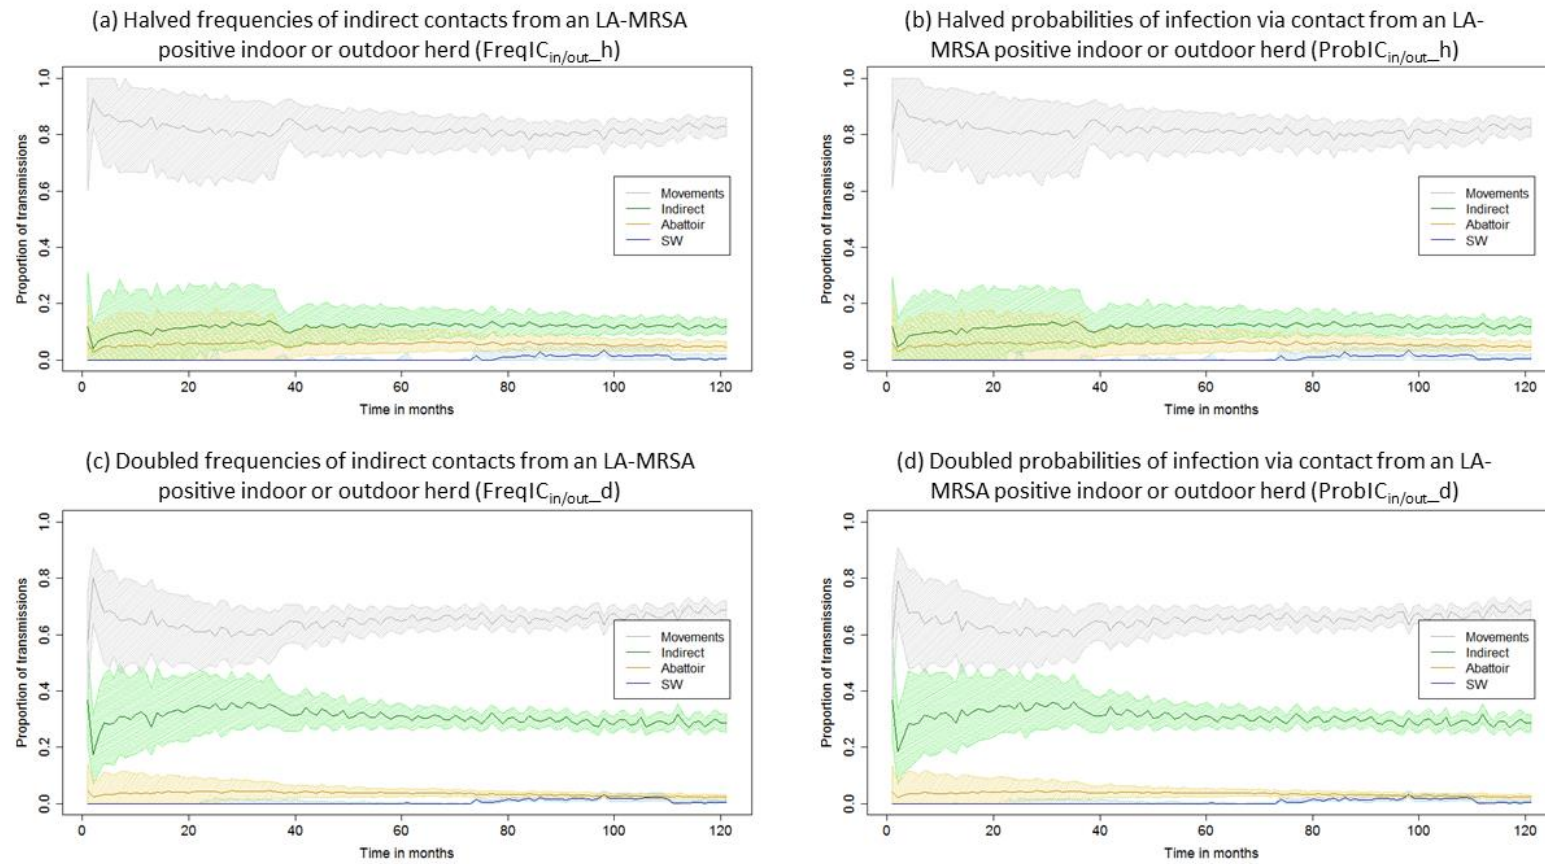 (a) Halved frequencies of indirect contacts from an LA-MRSA
positive indoor or outdoor herd (FreqICin/out_h)
1.0
0.8
0.6
0.4
0.2
0.0
Proportion of transmissions
Movements
Indirect
Abattoir
SW
0 20 40 60 80 100 120
Time in months
(b) Halved probabilities of infection via contact from an LA-
MRSA positive indoor or outdoor herd (ProbICin/out_h)
1.0
0.8
0.6
0.4
0.2
0.0
Proportion of transmissions
Movements
Indirect
Abattoir
SW
0 20 40 60 80 100 120
Time in months
(c) Doubled frequencies of indirect contacts from an LA-MRSA
positive indoor or outdoor herd (FreqICin/out_d)
1.0
0.8
0.6
0.4
0.2
0.0
Proportion of transmissions
Movements
Indirect
Abattoir
SW
0 20 40 60 80 100 120
Time in months
(d) Doubled probabilities of infection via contact from an LA-
MRSA positive indoor or outdoor herd (ProbICin/out_d)
1.0
0.8
0.6
0.4
0.2
0.0
Proportion of transmissions
Movements
Indirect
Abattoir
SW
0 20 40 60 80 100 120
Time in months